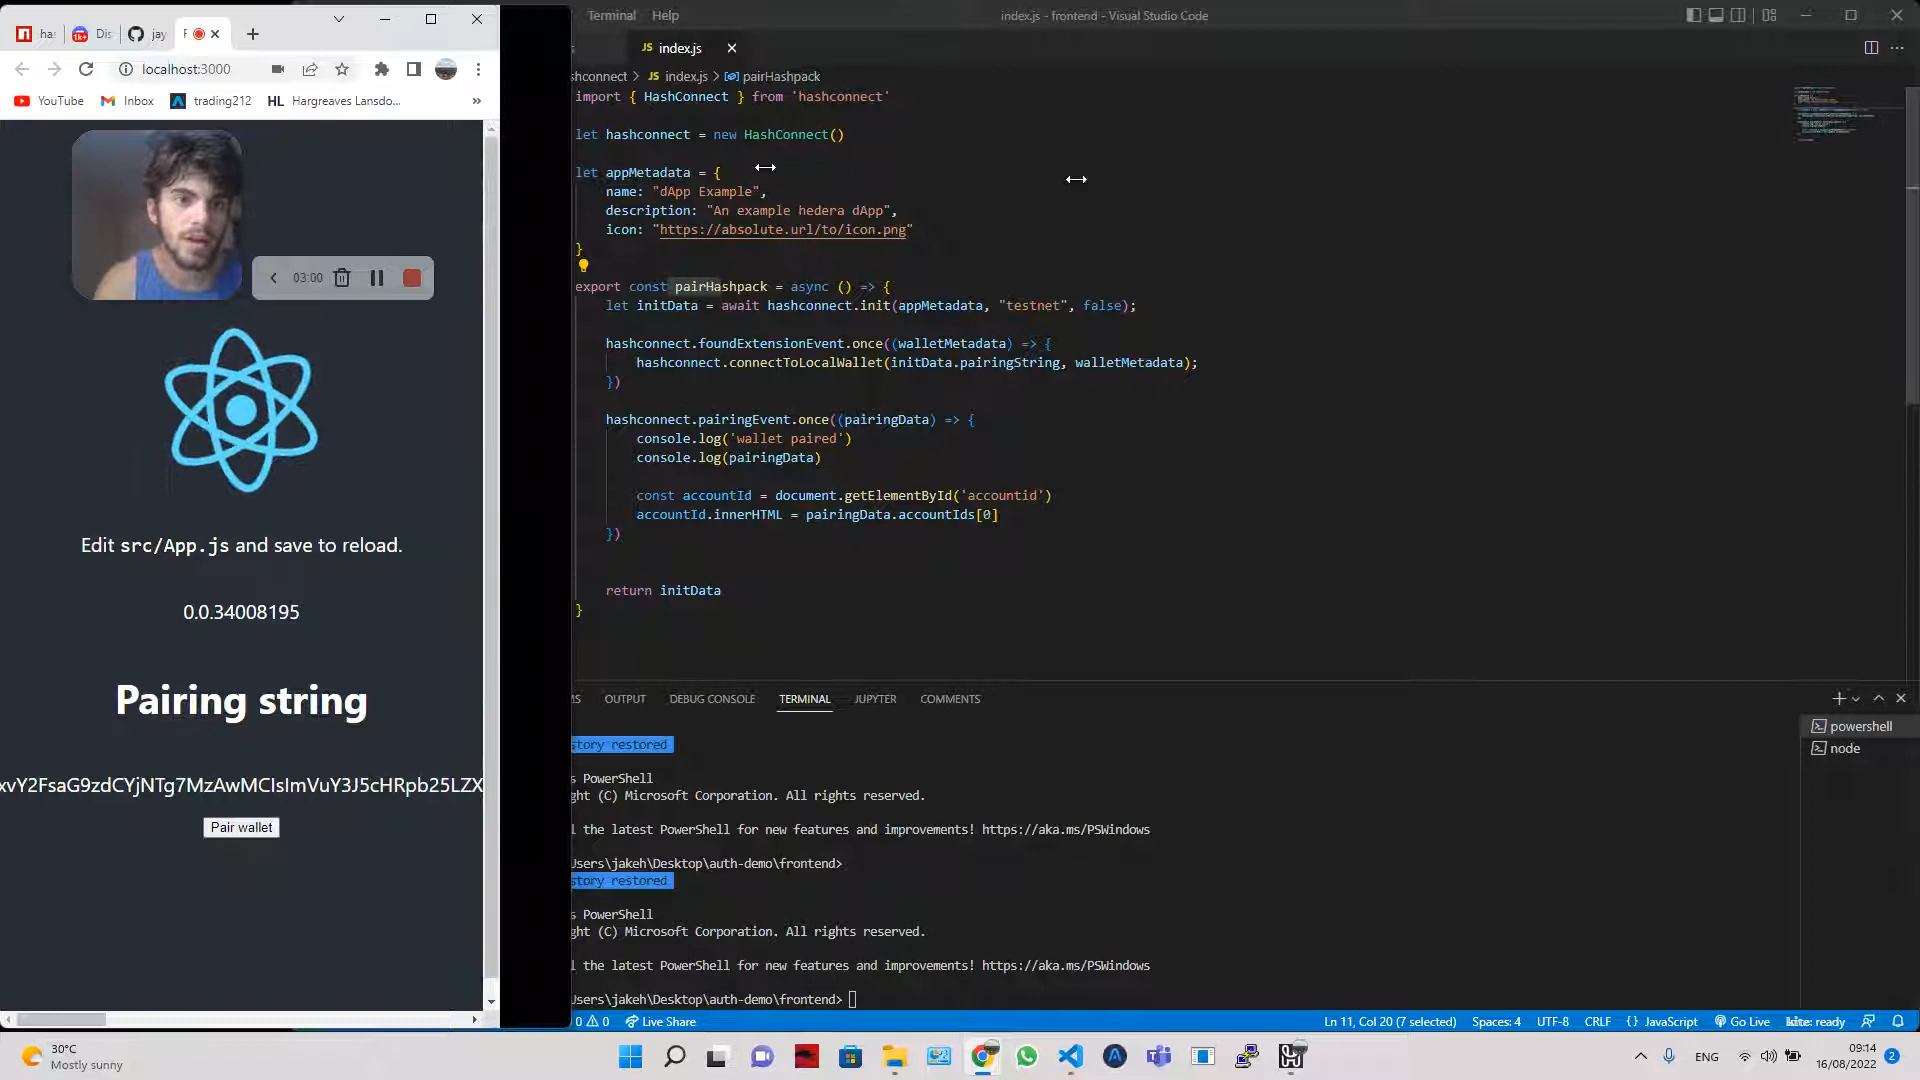 ha:
Dis
jay
F
localhost:3000
YouTube
Inbox
trading212
HL Hargreaves Lansdo...
»
03:00
Edit src/App.js and save to reload.
0.0.34008195
Pairing string
xvY2FsaG9zdCYjNTg7MzAwMCIsImVuY3J5cHRpb25LZX
Pair wallet
Terminal
Help
index.js - frontend - Visual Studio Code
s
JS index.js
shconnect > JS index.js > pairHashpack
import { HashConnect } from 'hashconnect'
let hashconnect = new HashConnect()
let appMetadata = {
name: "dApp Example",
description: "An example hedera dApp",
icon: "https://absolute.url/to/icon.png"
}
export const pairHashpack = async () => {
let initData = await hashconnect.init(appMetadata, "testnet", false);
hashconnect.foundExtensionEvent.once((walletMetadata) => {
hashconnect.connectToLocalWallet(initData.pairingString, walletMetadata);
})
hashconnect.pairingEvent.once((pairingData) => {
console.log('wallet paired')
console.log(pairingData)
const accountId = document.getElementById('accountid')
accountId.innerHTML = pairingData.accountIds[0]
})
return initData
}
MS
OUTPUT
DEBUG CONSOLE
TERMINAL
JUPYTER
COMMENTS
powershell
node
story restored
s PowerShell
ght (C) Microsoft Corporation. All rights reserved.
l the latest PowerShell for new features and improvements! https://aka.ms/PSWindows
Users\jakeh\Desktop\auth-demo\frontend>
story restored
s PowerShell
ght (C) Microsoft Corporation. All rights reserved.
l the latest PowerShell for new features and improvements! https://aka.ms/PSWindows
Users\jakeh\Desktop\auth-demo\frontend>
0 0
Live Share
Ln 11, Col 20 (7 selected)
Spaces: 4
UTF-8
CRLF
{} JavaScript
Go Live
kite: ready
30°C
Mostly sunny
ENG
09:14
16/08/2022
2